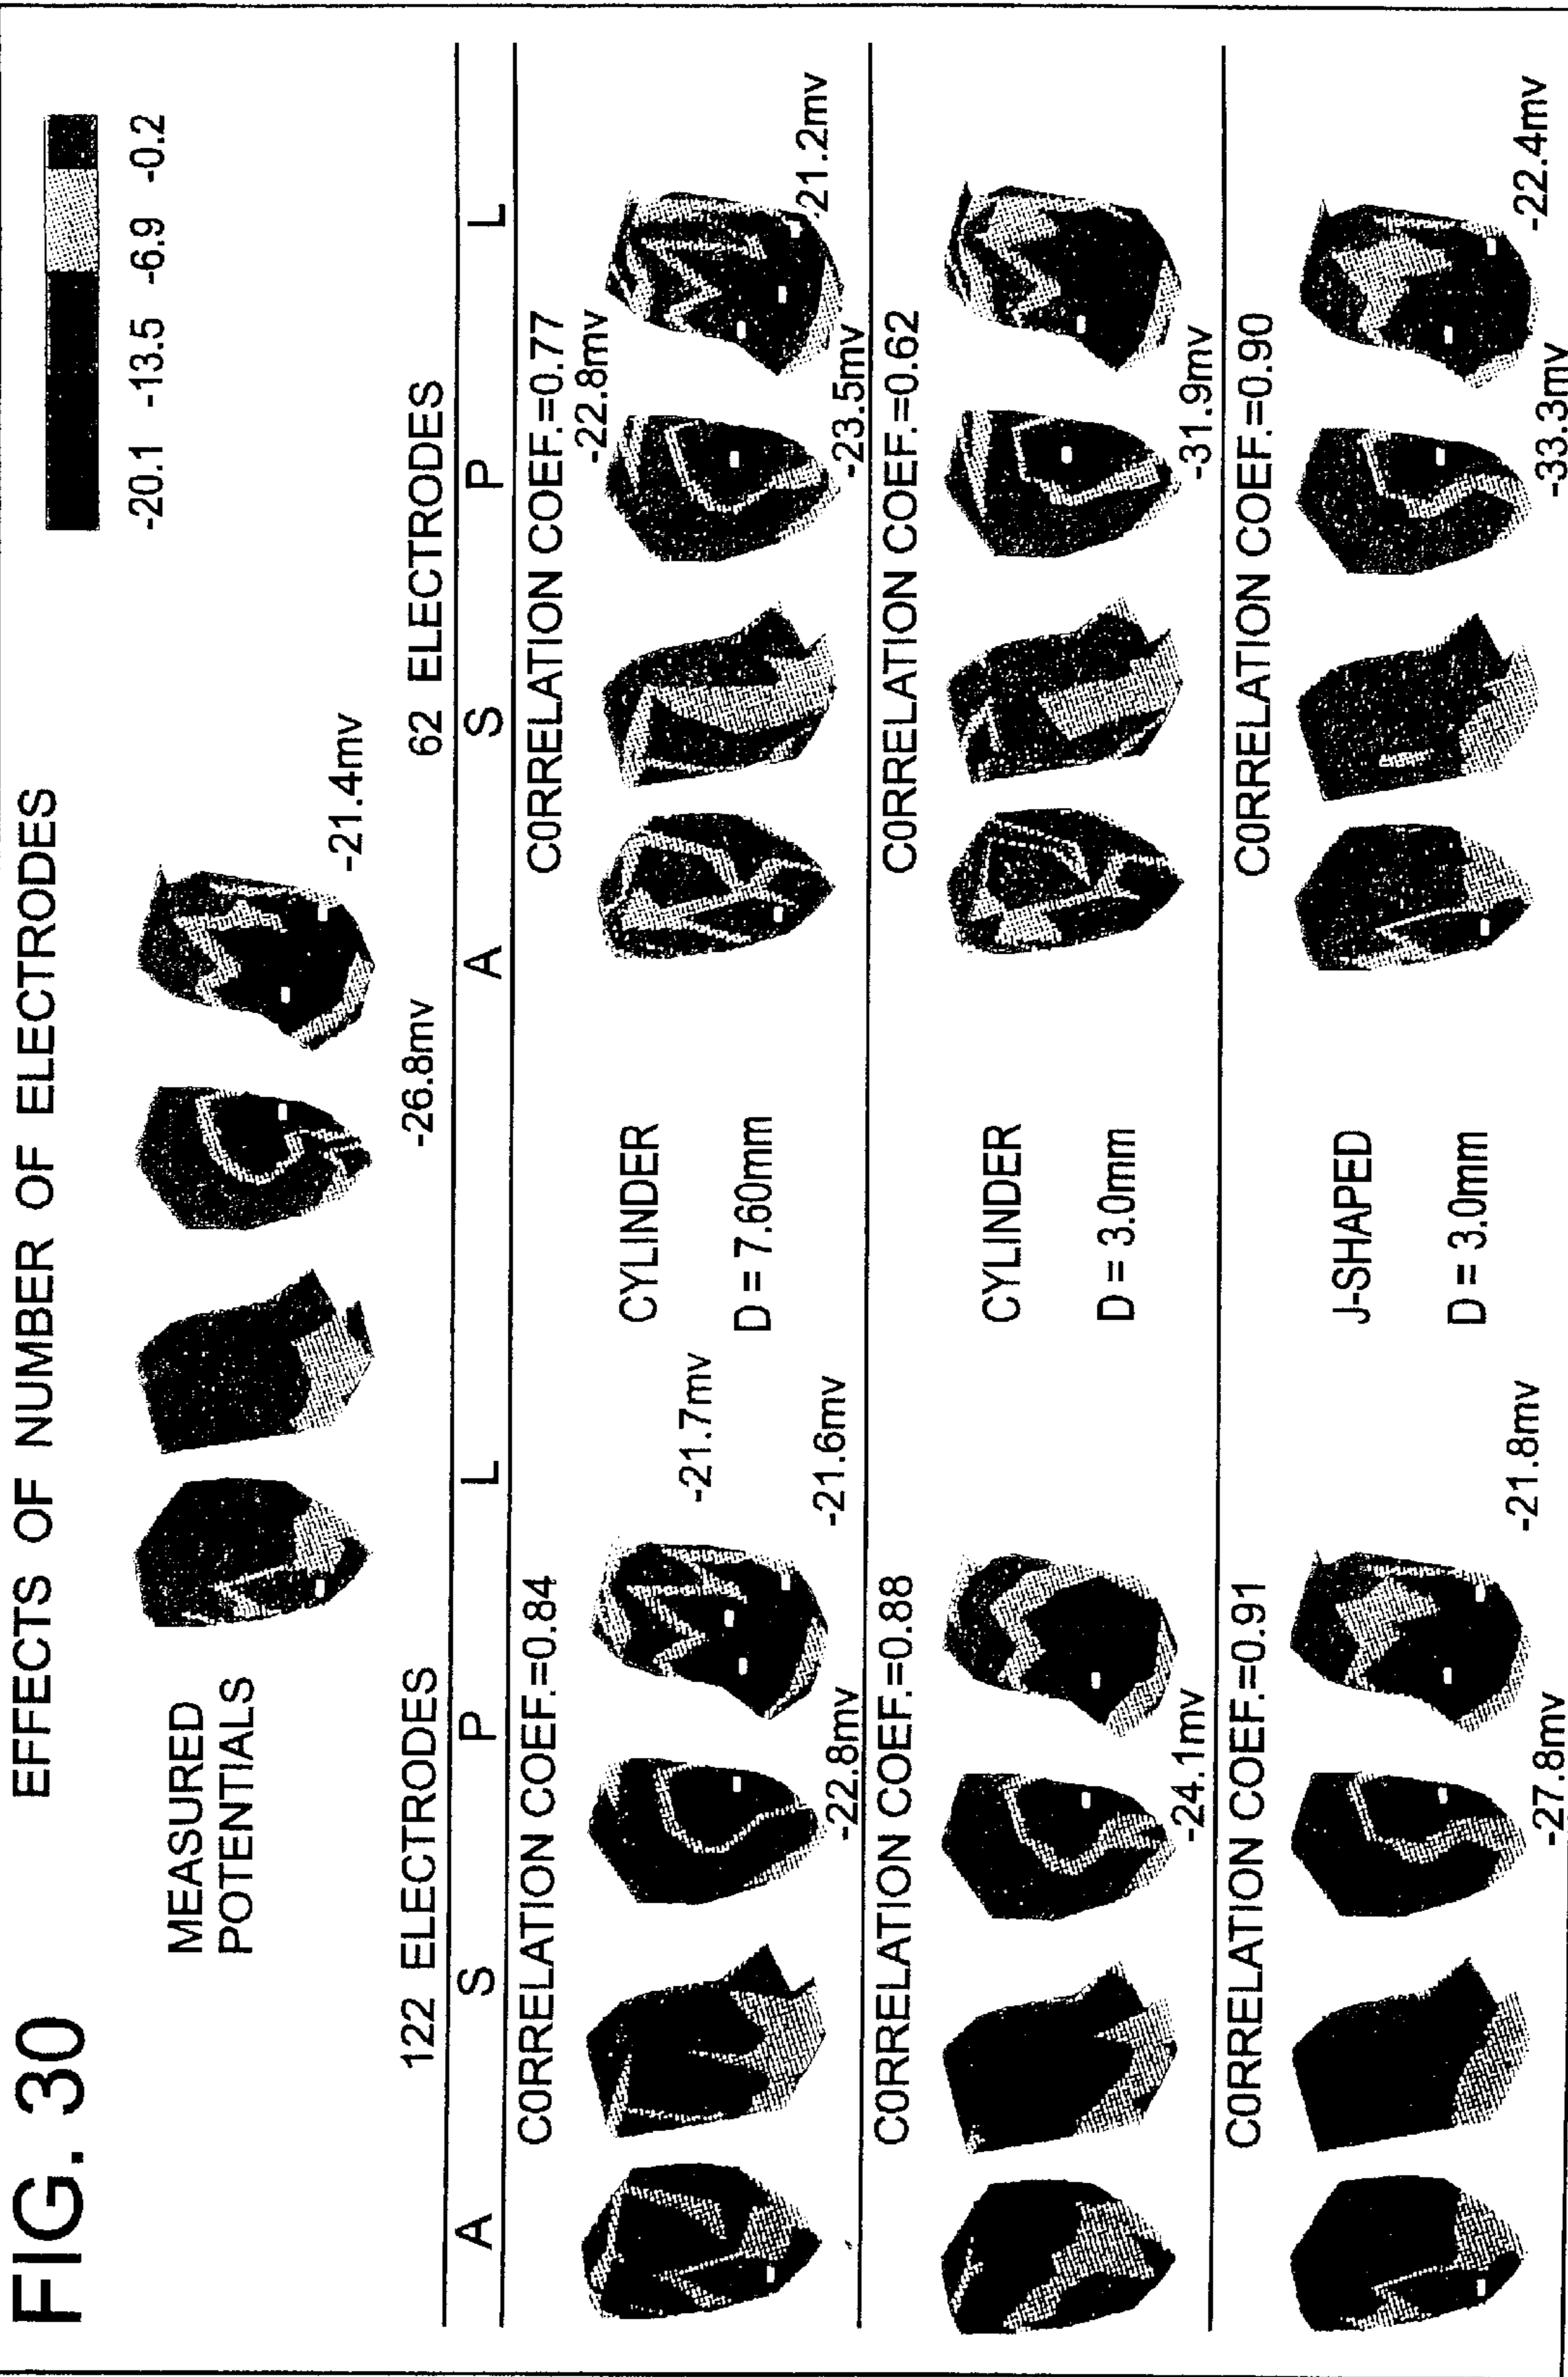 FIG. 30
EFFECTS OF NUMBER OF ELECTRODES
-20.1 -13.5 -6.9 -0.2
MEASURED
POTENTIALS
-21.4mv
-26.8mv
122 ELECTRODES
62 ELECTRODES
A S P L
A S P L
CORRELATION COEF.=0.84
-21.7mv
-22.8mv
-21.6mv
CYLINDER
D = 7.60mm
CORRELATION COEF.=0.77
-22.8mv
-23.5mv
-21.2mv
CORRELATION COEF.=0.88
-24.1mv
CYLINDER
D = 3.0mm
CORRELATION COEF.=0.62
-31.9mv
CORRELATION COEF.=0.91
-27.8mv
-21.8mv
J-SHAPED
D = 3.0mm
CORRELATION COEF.=0.90
-33.3mv
-22.4mv